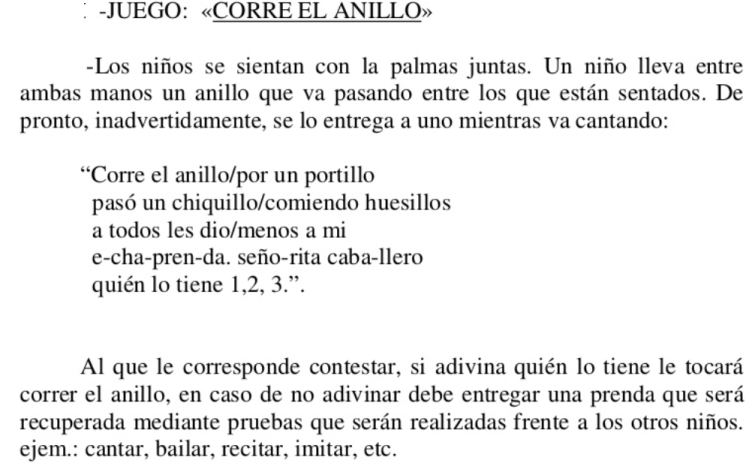 -JUEGO: «CORRE EL ANILLO»
-Los niños se sientan con la palmas juntas. Un niño lleva entre
ambas manos un anillo que va pasando entre los que están sentados. De
pronto, inadvertidamente, se lo entrega a uno mientras va cantando:
“Corre el anillo/por un portillo
pasó un chiquillo/comiendo huesillos
a todos les dio/menos a mi
e-cha-pren-da. seño-rita caba-llero
quién lo tiene 1,2, 3.”.
Al que le corresponde contestar, si adivina quién lo tiene le tocará
correr el anillo, en caso de no adivinar debe entregar una prenda que será
recuperada mediante pruebas que serán realizadas frente a los otros niños.
ejem.: cantar, bailar, recitar, imitar, etc.